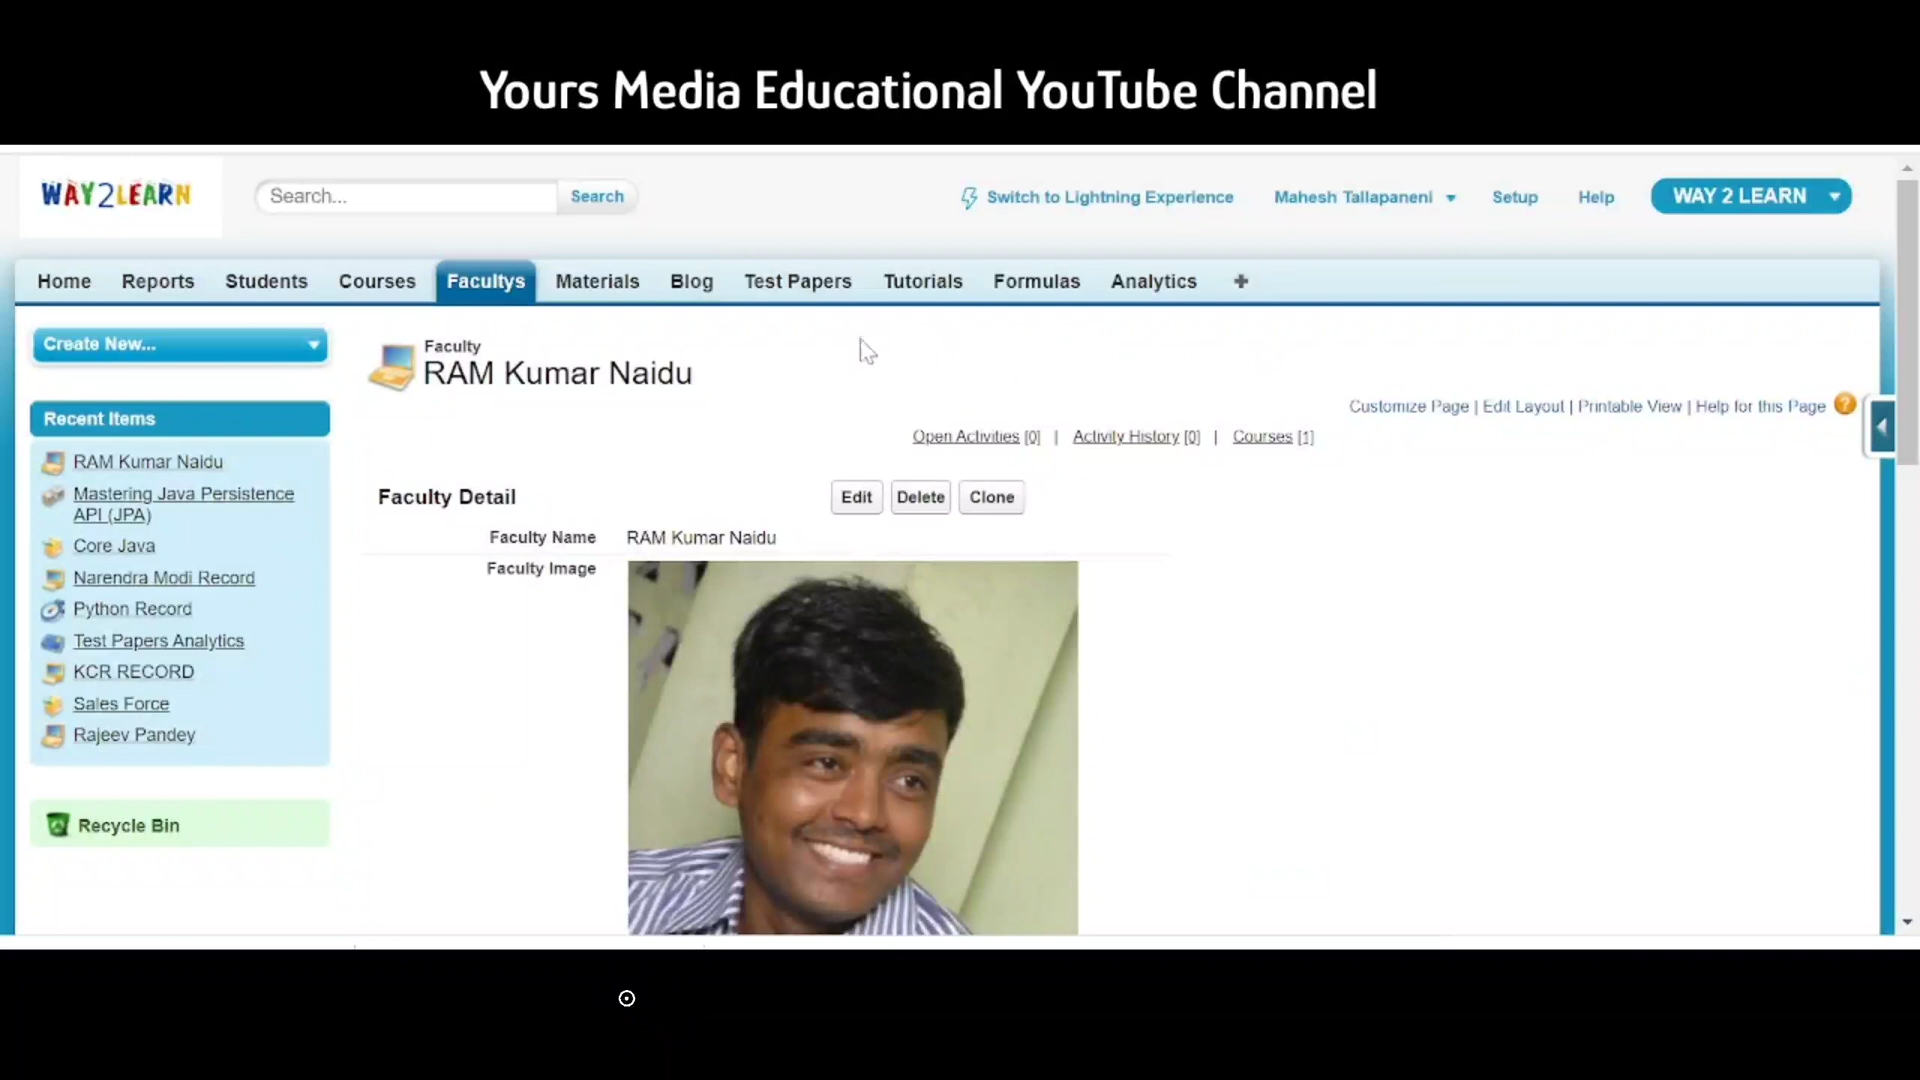 Yours Media Educational YouTube Channel
WAY2LEARN
Search...
Search
Switch to Lightning Experience
Mahesh Tallapaneni
Setup
Help
WAY 2 LEARN
Home
Reports
Students
Courses
Facultys
Materials
Blog
Test Papers
Tutorials
Formulas
Analytics
Create New...
Recent Items
RAM Kumar Naidu
Mastering Java Persistence
API (JPA)
Core Java
Narendra Modi Record
Python Record
Test Papers Analytics
KCR RECORD
Sales Force
Rajeev Pandey
Recycle Bin
Faculty
RAM Kumar Naidu
Customize Page | Edit Layout | Printable View | Help for this Page
Open Activities [0] | Activity History [0] | Courses [1]
Faculty Detail
Edit
Delete
Clone
Faculty Name RAM Kumar Naidu
Faculty Image